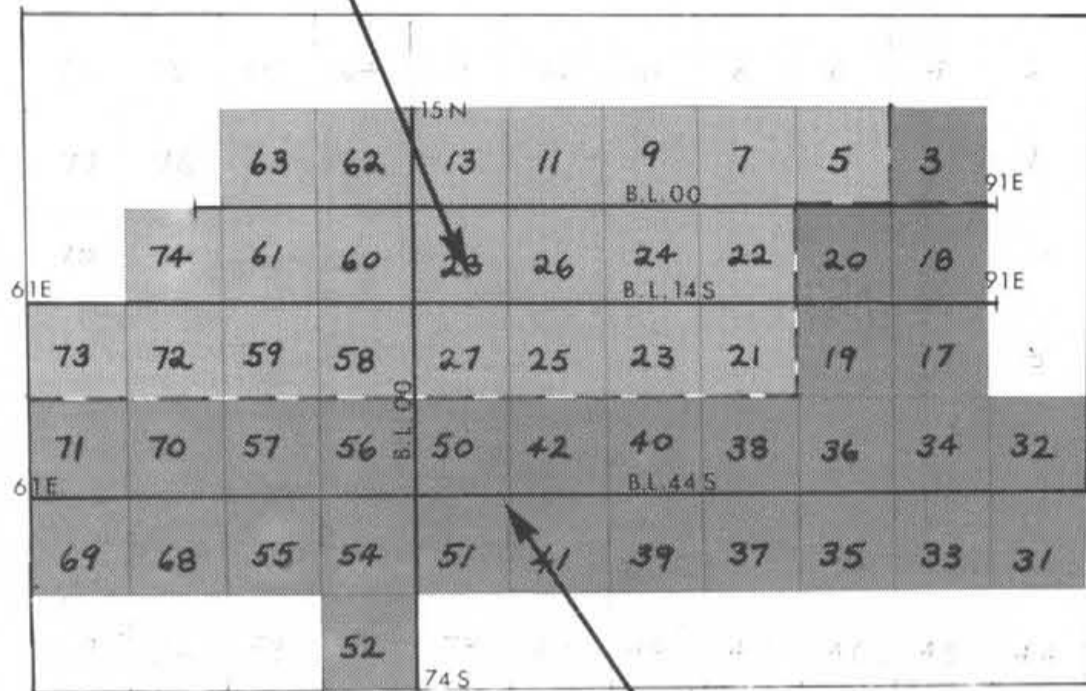 15 N
63 62 13 11 9 7 5 3
B.L. 00 91E
74 61 60 28 26 24 22 20 18
61E B.L. 14 S 91E
73 72 59 58 27 25 23 21 19 17
B.L. 00
71 70 57 56 50 42 40 38 36 34 32
61E B.L. 44 S
69 68 55 54 51 41 39 37 35 33 31
52
74 S